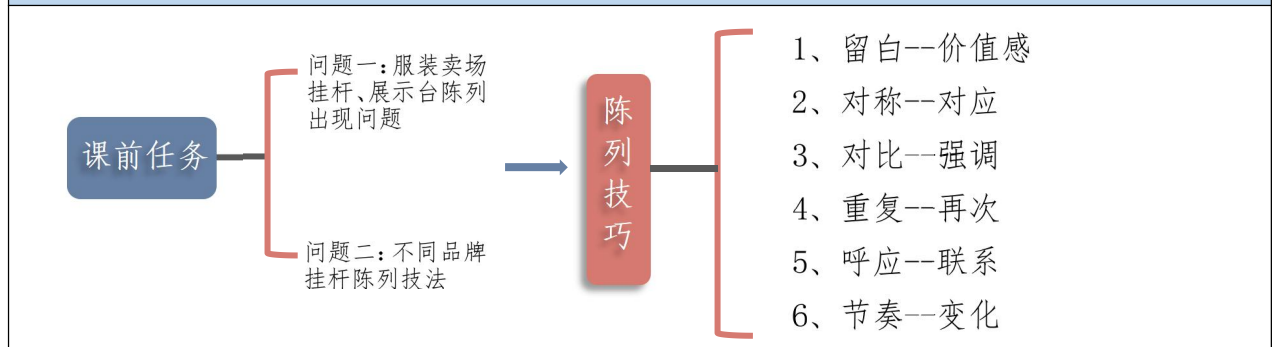 课前任务
问题一:服装卖场
挂杆、展示台陈列
出现问题
问题二:不同品牌
挂杆陈列技法
陈
列
技
巧
1、留白--价值感
2、对称--对应
3、对比--强调
4、重复--再次
5、呼应--联系
6、节奏--变化